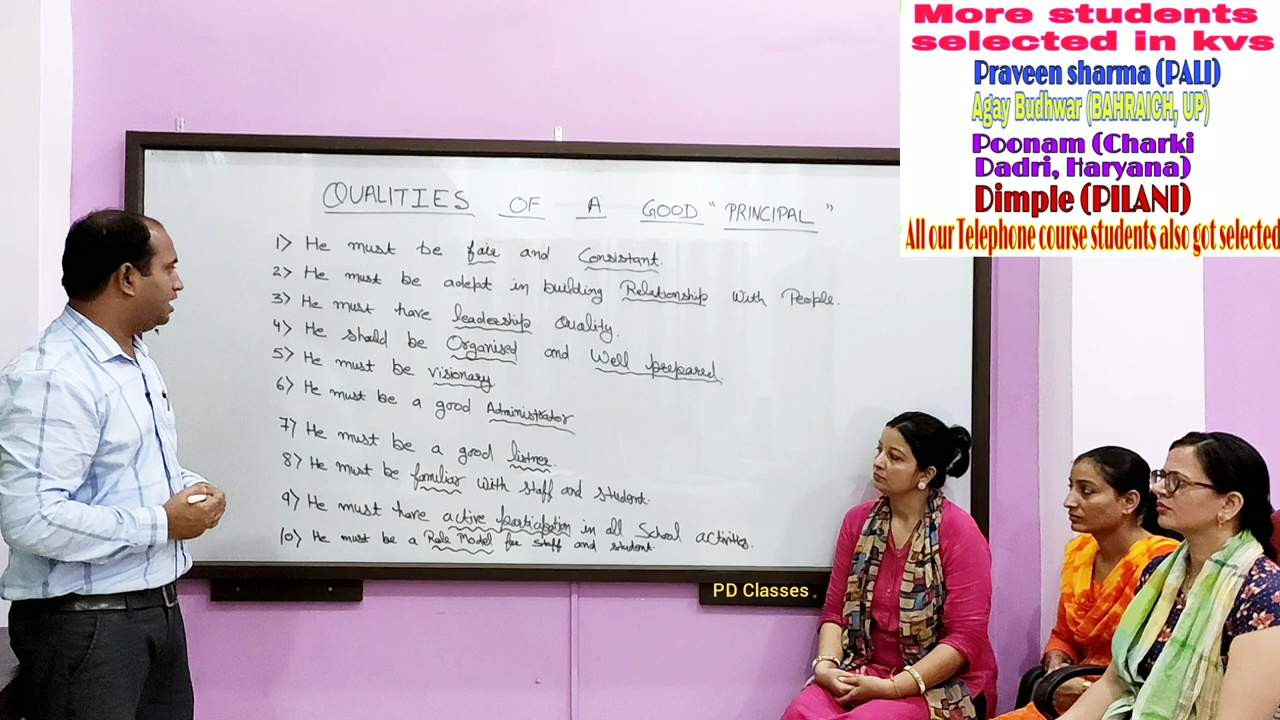 More students
selected in kvs
Praveen sharma (PALI)
Agay Budhwar (BAHRAICH, UP)
Poonam (Charki
Dadri, Haryana)
Dimple (PILANI)
All our Telephone course students also got selected
QUALITIES OF A GOOD "PRINCIPAL"
1> He must be fair and Consistant.
2> He must be adept in building Relationship With People.
3> He must have leadership Quality.
4> He should be Organised and Well prepared.
5> He must be visionary
6> He must be a good Administrator
7> He must be a good listner.
8> He must be familiar with staff and student.
9> He must have active participation in all School activities.
10> He must be a Role Model for staff and student.
PD Classes